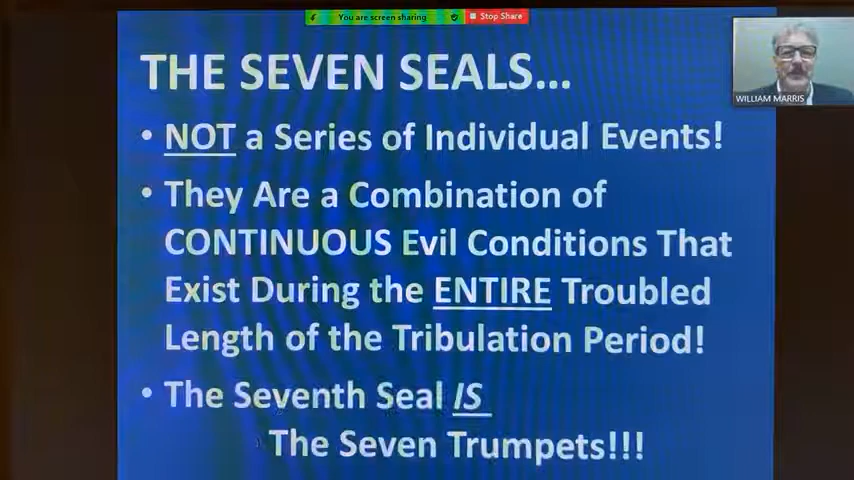 You are screen sharing
Stop Share
THE SEVEN SEALS...
WILLIAM MARRIS
• NOT a Series of Individual Events!
• They Are a Combination of
CONTINUOUS Evil Conditions That
Exist During the ENTIRE Troubled
Length of the Tribulation Period!
• The Seventh Seal IS
The Seven Trumpets!!!